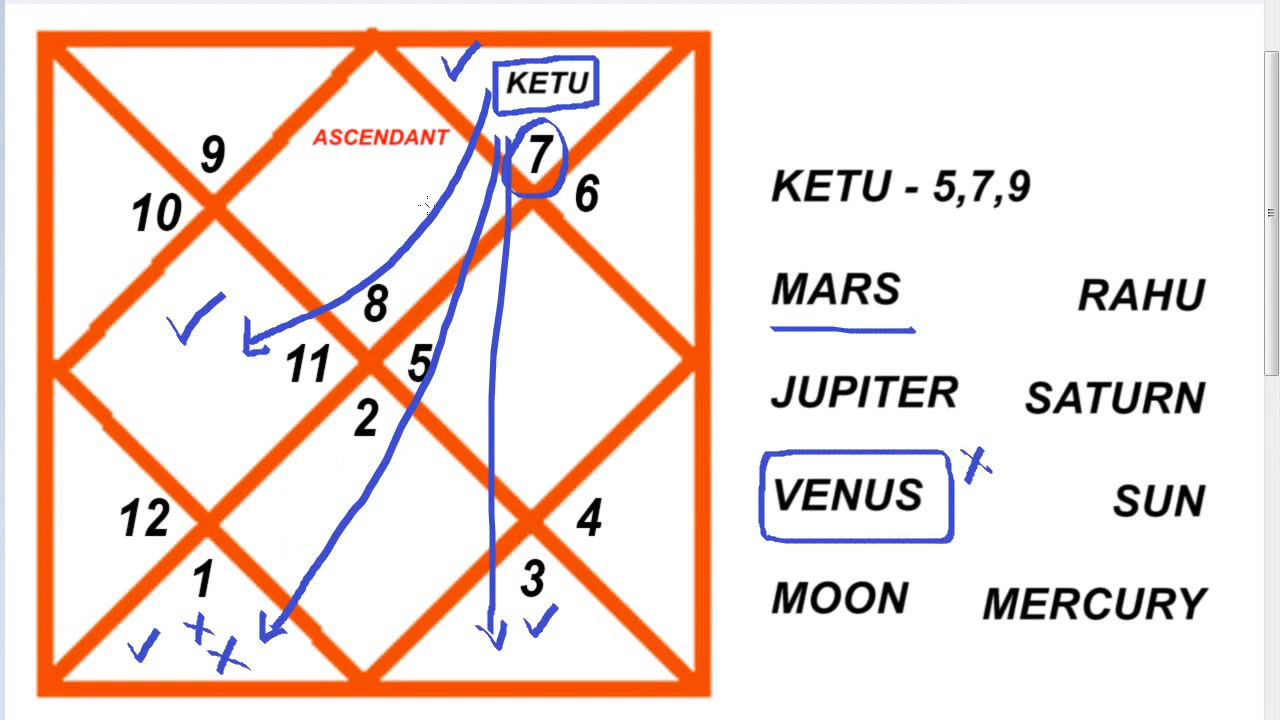 KETU
ASCENDANT
9
7
10
6
8
11
5
2
12
4
1
3
KETU - 5,7,9
MARS RAHU
JUPITER SATURN
VENUS SUN
MOON MERCURY